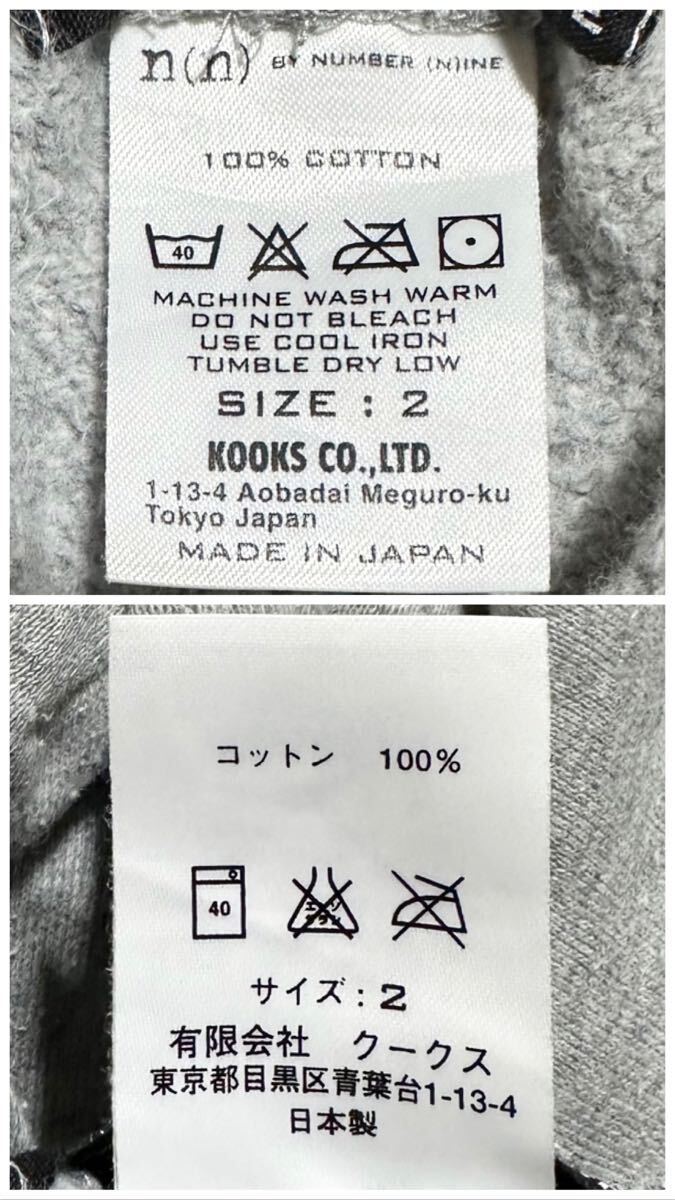 n(n) BY NUMBER (N)INE
100% COTTON
40
MACHINE WASH WARM
DO NOT BLEACH
USE COOL IRON
TUMBLE DRY LOW
SIZE : 2
KOOKS CO.,LTD.
1-13-4 Aobadai Meguro-ku
Tokyo Japan
MADE IN JAPAN
コットン 100%
40
サイズ : 2
有限会社 クークス
東京都目黒区青葉台1-13-4
日本製